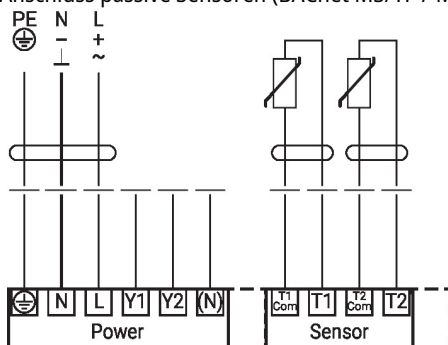 Anschluss passive Sensoren (BACnet MS/TP / M
PE N L
– +
⊥ ~
N L Y1 Y2 (N) T1 Com T1 T2 Com T2
Power Sensor